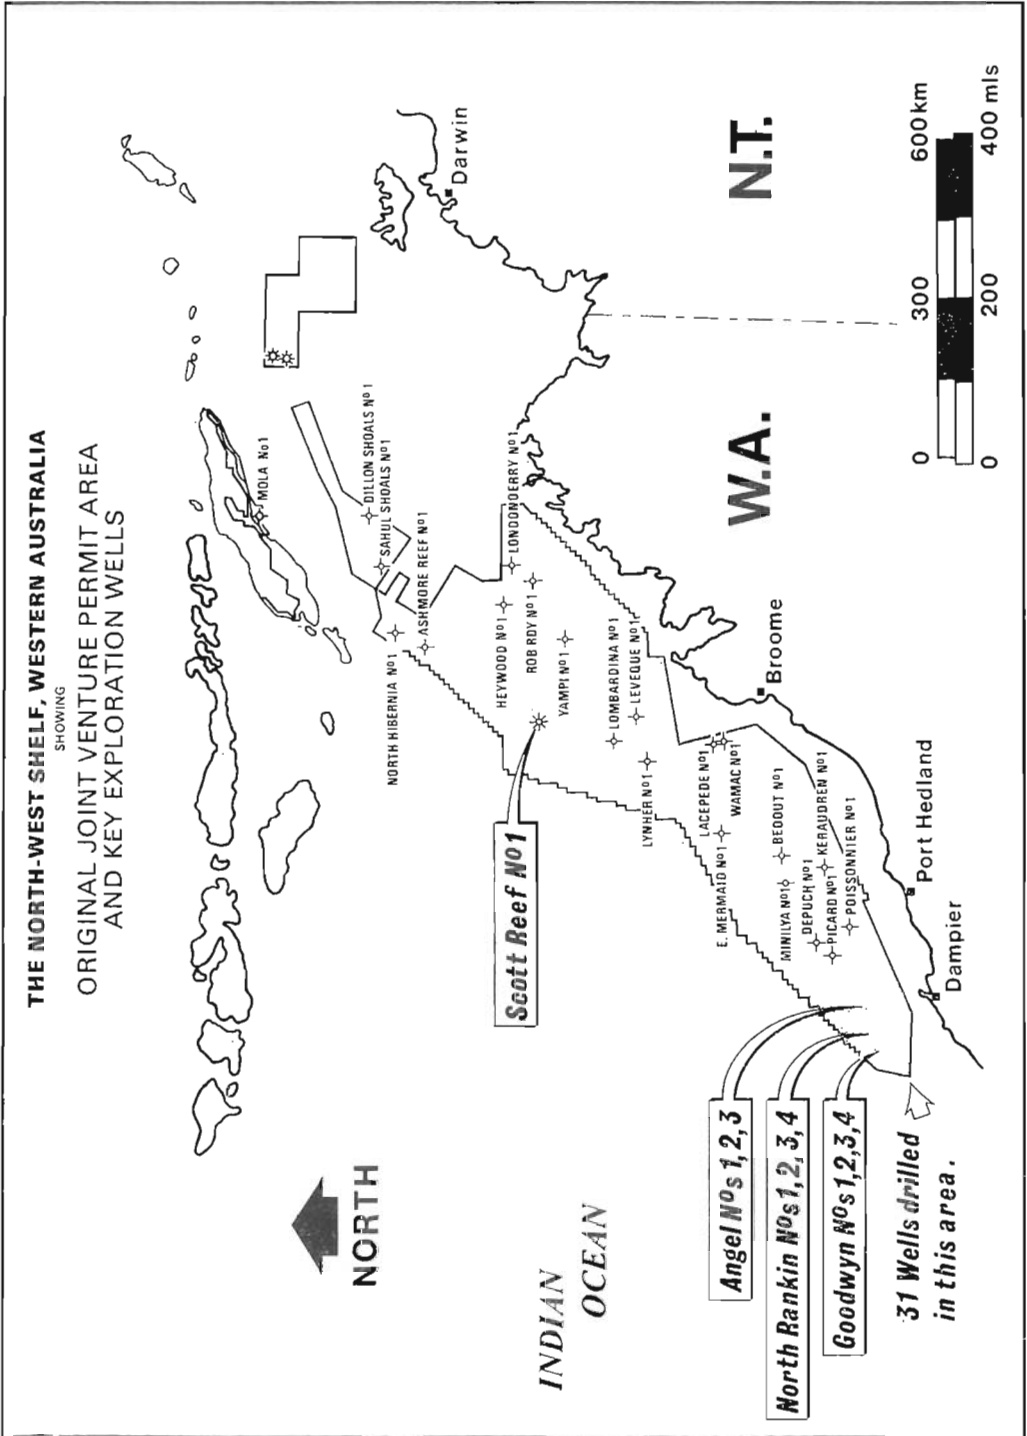 THE NORTH-WEST SHELF, WESTERN AUSTRALIA
SHOWING
ORIGINAL JOINT VENTURE PERMIT AREA
AND KEY EXPLORATION WELLS
MOLA No1
DILLON SHOALS Nº1
SAHUL SHOALS Nº1
ASHMORE REEF Nº1
NORTH HIBERNIA Nº1
Darwin
LONDONDERRY Nº1
HEYWOOD Nº1
ROB ROY Nº1
YAMPI Nº1
Scott Reef Nº1
LOMBARDINA Nº1
LEVEQUE Nº1
LYNHER Nº1
LACEPEDE Nº1
WAMAC Nº1
E. MERMAID Nº1
BEDOUT Nº1
MINILYA Nº1
DEPUCH Nº1
PICARD Nº1
KERAUDREN Nº1
POISSONNIER Nº1
Broome
Port Hedland
Dampier
W.A.
N.T.
NORTH
INDIAN
OCEAN
Angel Nºs 1,2,3
North Rankin Nºs 1,2,3,4
Goodwyn Nºs 1,2,3,4
31 Wells drilled
in this area.
0 300 600 km
0 200 400 mls